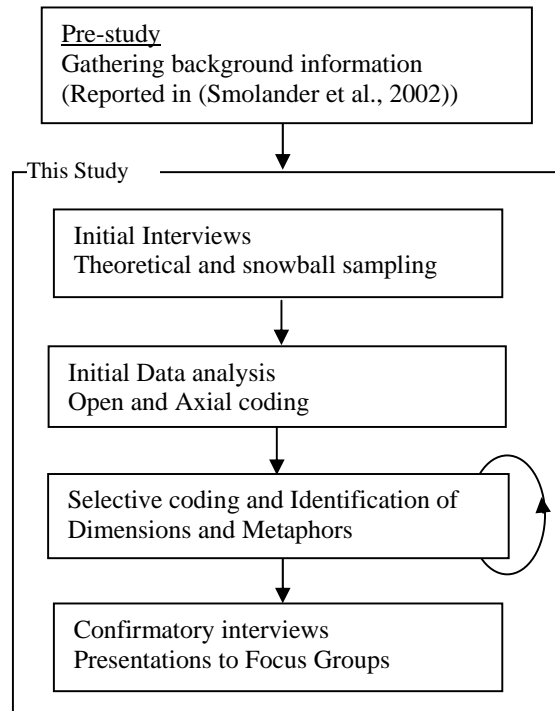 Pre-study
Gathering background information
(Reported in (Smolander et al., 2002))
This Study
Initial Interviews
Theoretical and snowball sampling
Initial Data analysis
Open and Axial coding
Selective coding and Identification of
Dimensions and Metaphors
Confirmatory interviews
Presentations to Focus Groups